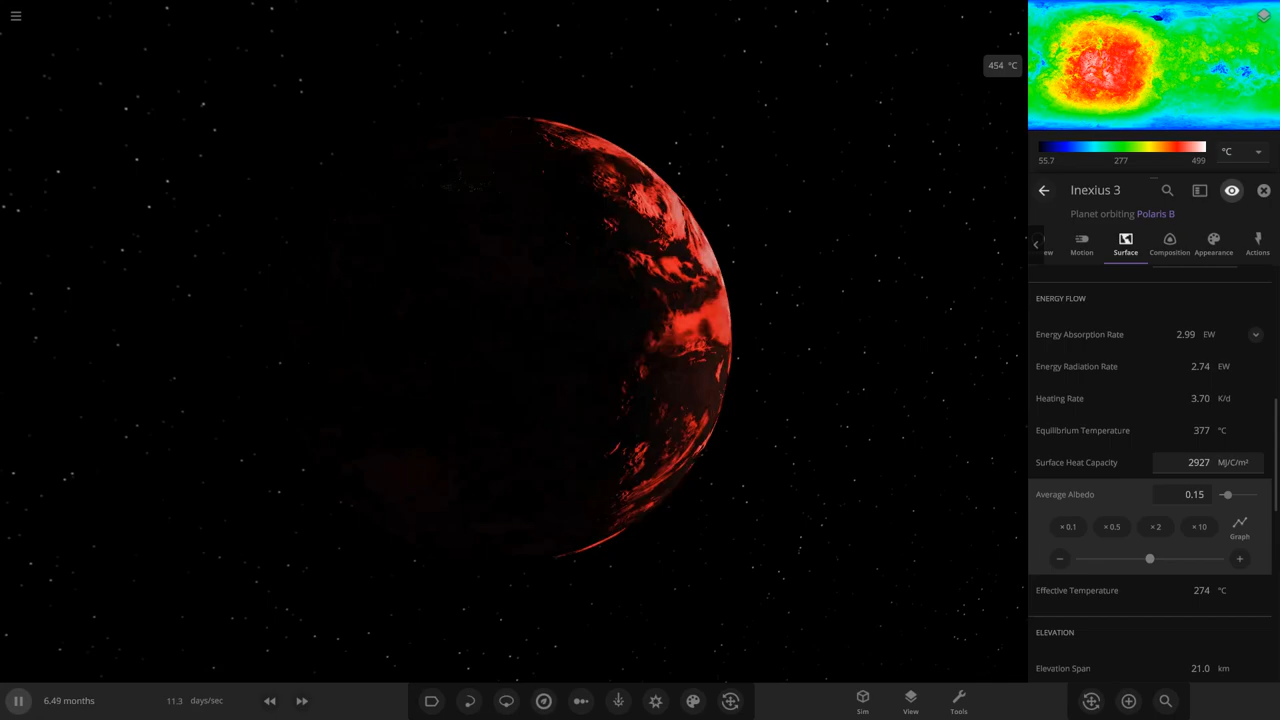 454 °C
55.7 277 499
°C
Inexius 3
Planet orbiting Polaris B
ew Motion Surface Composition Appearance Actions
ENERGY FLOW
Energy Absorption Rate 2.99 EW
Energy Radiation Rate 2.74 EW
Heating Rate 3.70 K/d
Equilibrium Temperature 377 °C
Surface Heat Capacity 2927 MJ/C/m²
Average Albedo 0.15
× 0.1 × 0.5 × 2 × 10 Graph
Effective Temperature 274 °C
ELEVATION
Elevation Span 21.0 km
6.49 months 11.3 days/sec
Sim View Tools